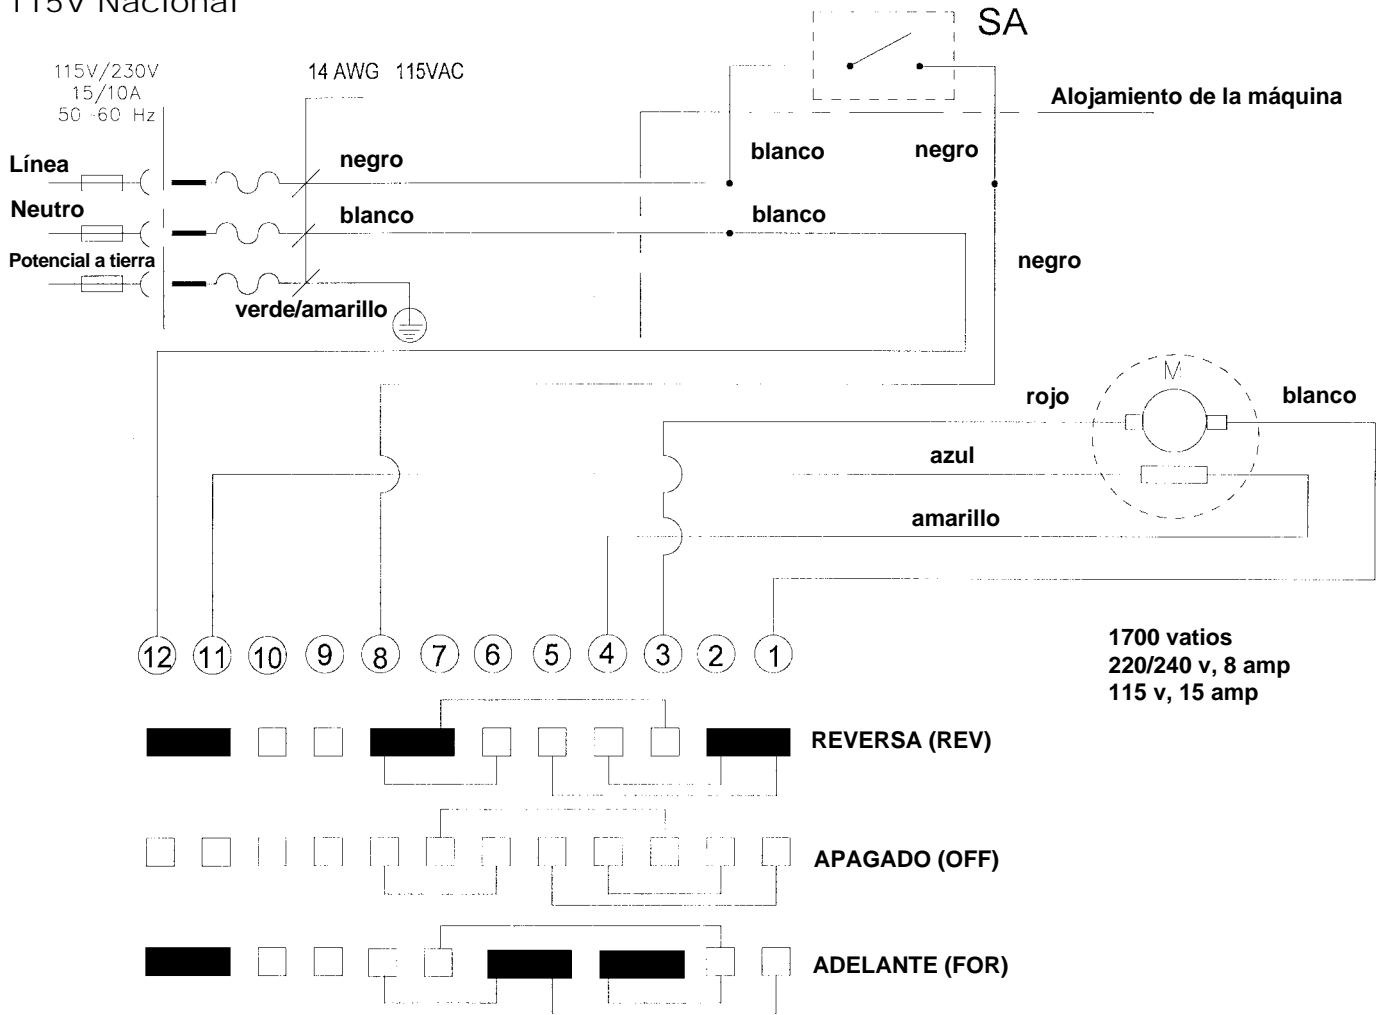 115V Nacional
SA
115V/230V
15/10A
50-60 Hz
14 AWG 115VAC
Alojamiento de la máquina
Línea
negro
blanco
negro
Neutro
blanco
blanco
Potencial a tierra
negro
verde/amarillo
M
rojo
blanco
azul
amarillo
12 11 10 9 8 7 6 5 4 3 2 1
1700 vatios
220/240 v, 8 amp
115 v, 15 amp
REVERSA (REV)
APAGADO (OFF)
ADELANTE (FOR)